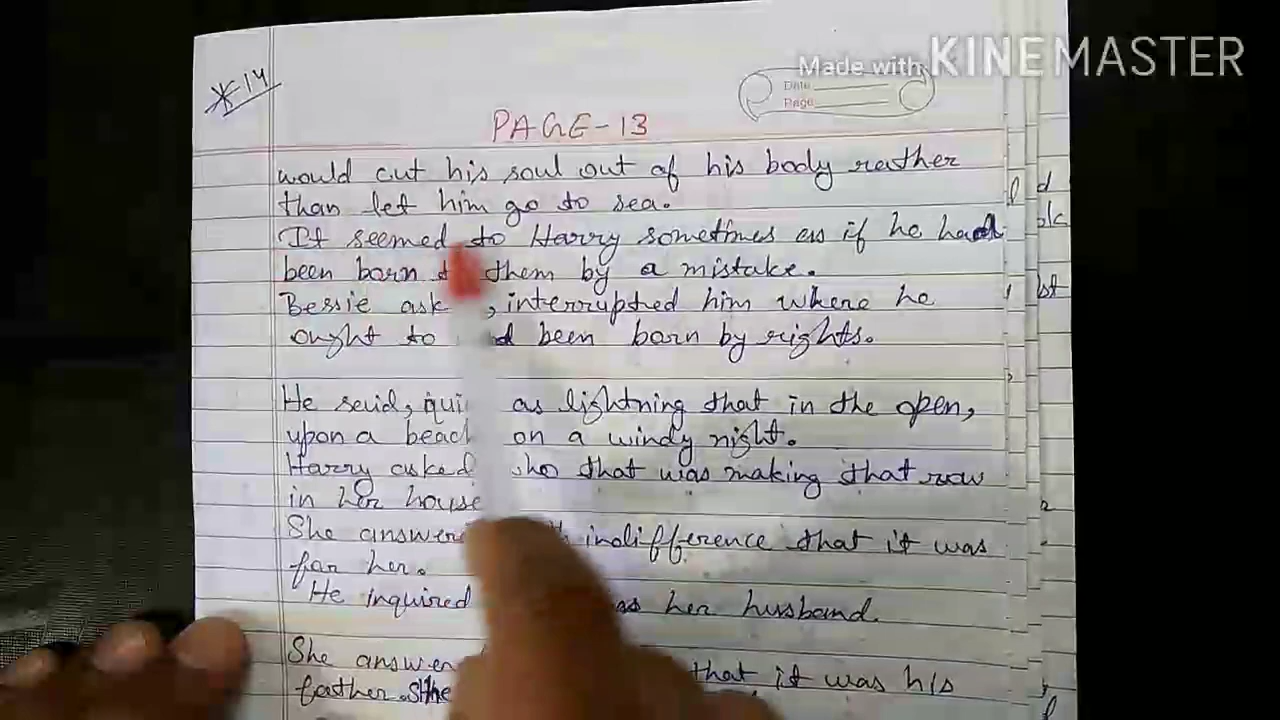 Made with KINEMASTER
*-14
Date
Page
PAGE-13
would cut his soul out of his body rather
than let him go to sea.
It seemed to Harry sometimes as if he had
been born them by a mistake.
Bessie ask , interrupted him where he
ought to been born by rights.
He said, as lightning that in the open,
upon a on a windy night.
Harry asked that was making that row
in her house
She indifference that it was
far her.
He inquired her husband.
She that it was his
father. She